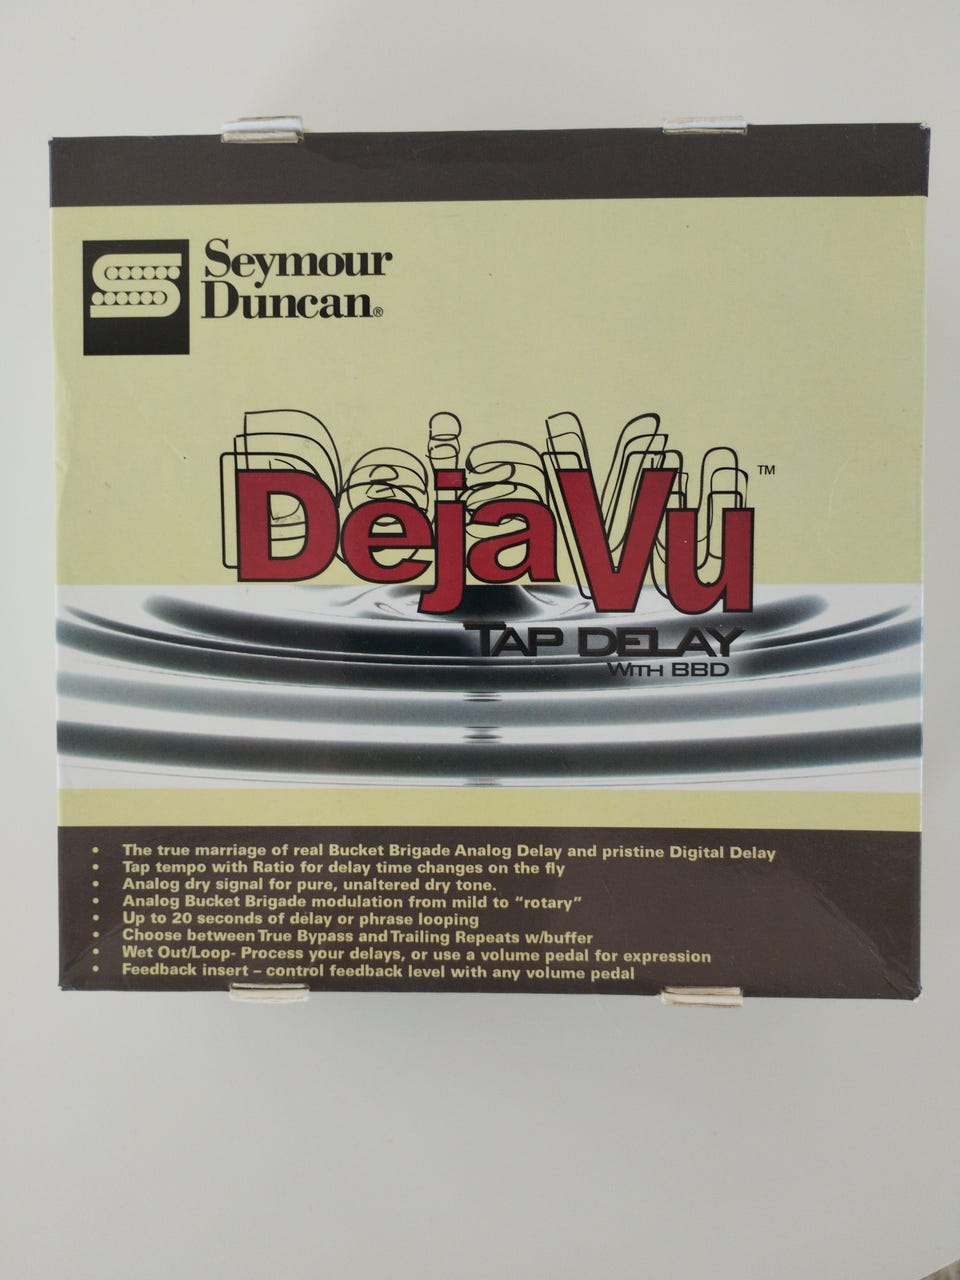 Seymour
Duncan®
Deja Vu™
TAP DELAY
WITH BBD
• The true marriage of real Bucket Brigade Analog Delay and pristine Digital Delay
• Tap tempo with Ratio for delay time changes on the fly
• Analog dry signal for pure, unaltered dry tone.
• Analog Bucket Brigade modulation from mild to “rotary”
• Up to 20 seconds of delay or phrase looping
• Choose between True Bypass and Trailing Repeats w/buffer
• Wet Out/Loop- Process your delays, or use a volume pedal for expression
• Feedback insert – control feedback level with any volume pedal